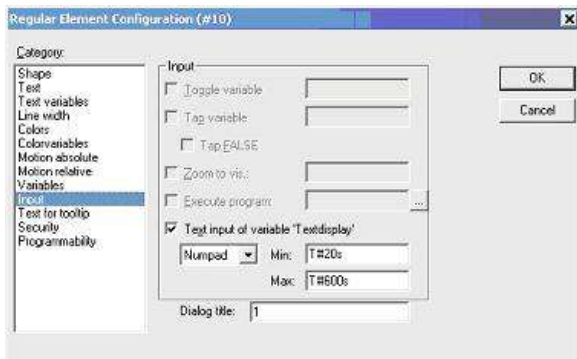 Regular Element Configuration (#10)
Category:
Shape
Text
Text variables
Line width
Colors
Colorvariables
Motion absolute
Motion relative
Variables
Input
Text for tooltip
Security
Programmability
Input
Toggle variable
Tap variable
Tap FALSE
Zoom to vis.:
Execute program:
...
Text input of variable 'Textdisplay'
Numpad Min: T#20s
Max: T#600s
Dialog title: 1
OK
Cancel